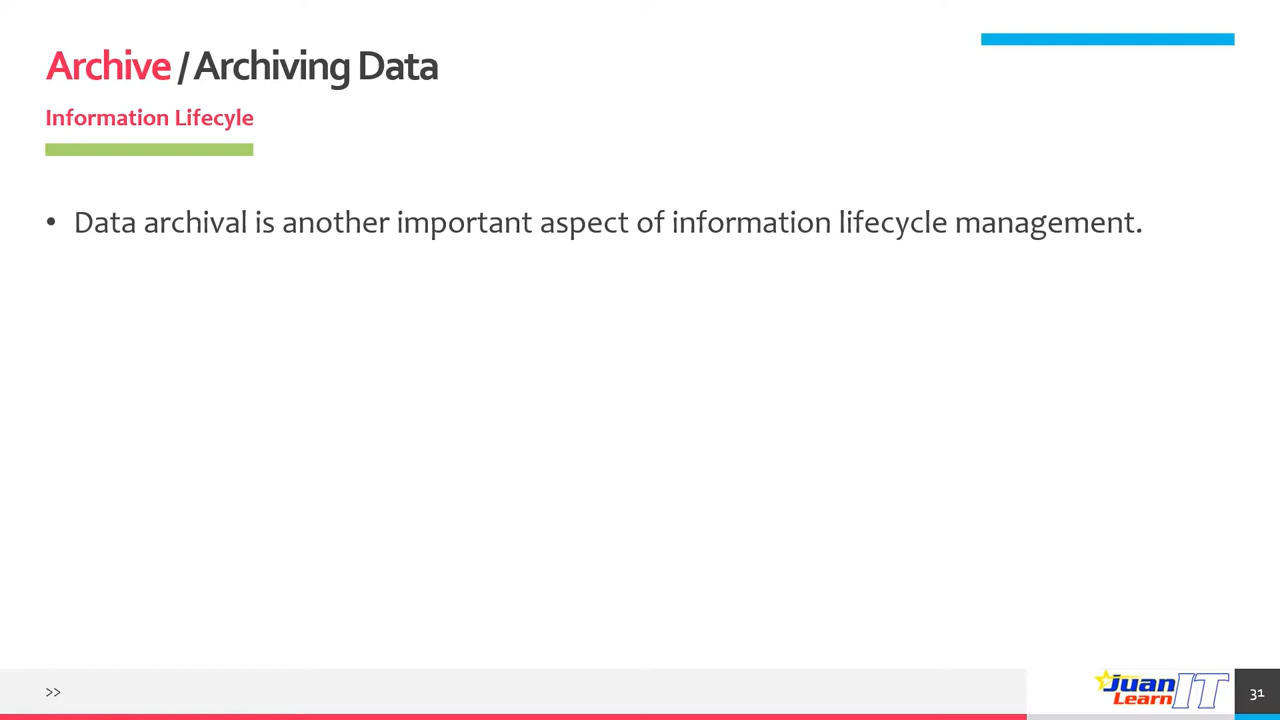 Archive / Archiving Data
Information Lifecyle
• Data archival is another important aspect of information lifecycle management.
>>
Juan
Learn IT
31